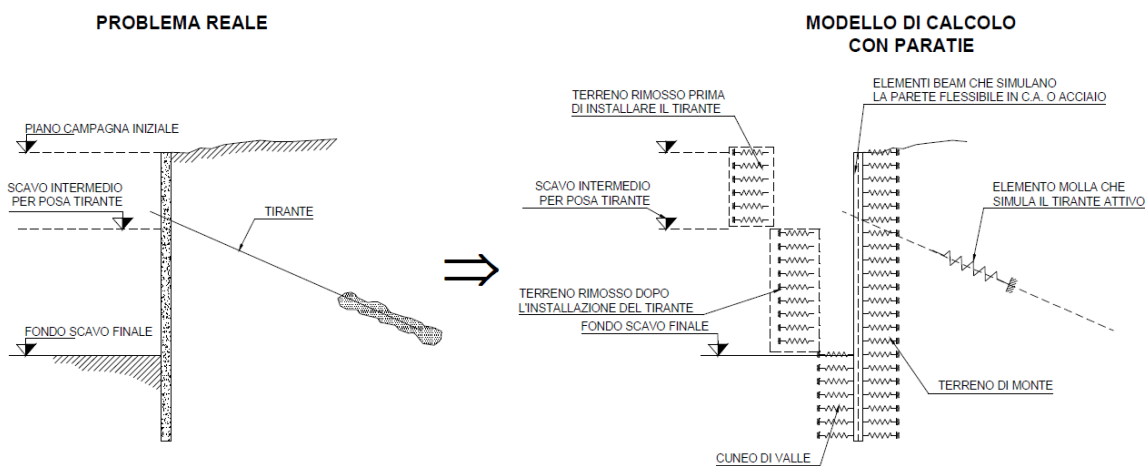 PROBLEMA REALE
PIANO CAMPAGNA INIZIALE
SCAVO INTERMEDIO
PER POSA TIRANTE
TIRANTE
FONDO SCAVO FINALE
MODELLO DI CALCOLO
CON PARATIE
TERRENO RIMOSSO PRIMA
DI INSTALLARE IL TIRANTE
ELEMENTI BEAM CHE SIMULANO
LA PARETE FLESSIBILE IN C.A. O ACCIAIO
SCAVO INTERMEDIO
PER POSA TIRANTE
ELEMENTO MOLLA CHE
SIMULA IL TIRANTE ATTIVO
TERRENO RIMOSSO DOPO
L'INSTALLAZIONE DEL TIRANTE
FONDO SCAVO FINALE
TERRENO DI MONTE
CUNEO DI VALLE